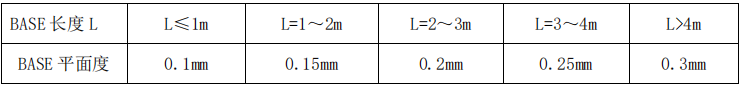 BASE 长度 L L≤1m L=1～2m L=2～3m L=3～4m L>4m
BASE 平面度 0.1mm 0.15mm 0.2mm 0.25mm 0.3mm